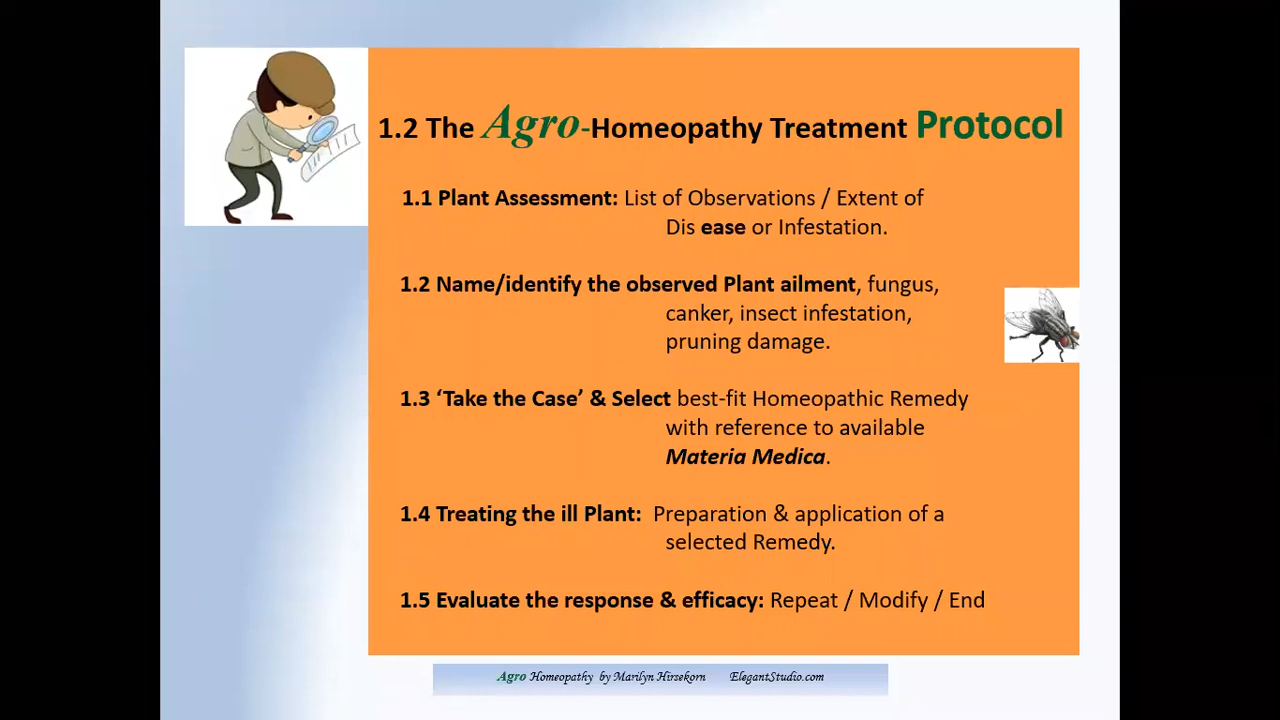 1.2 The Agro-Homeopathy Treatment Protocol
1.1 Plant Assessment: List of Observations / Extent of
Dis ease or Infestation.
1.2 Name/identify the observed Plant ailment, fungus,
canker, insect infestation,
pruning damage.
1.3 ‘Take the Case’ & Select best-fit Homeopathic Remedy
with reference to available
Materia Medica.
1.4 Treating the ill Plant: Preparation & application of a
selected Remedy.
1.5 Evaluate the response & efficacy: Repeat / Modify / End
Agro Homeopathy by Marilyn Hirsekorn ElegantStudio.com